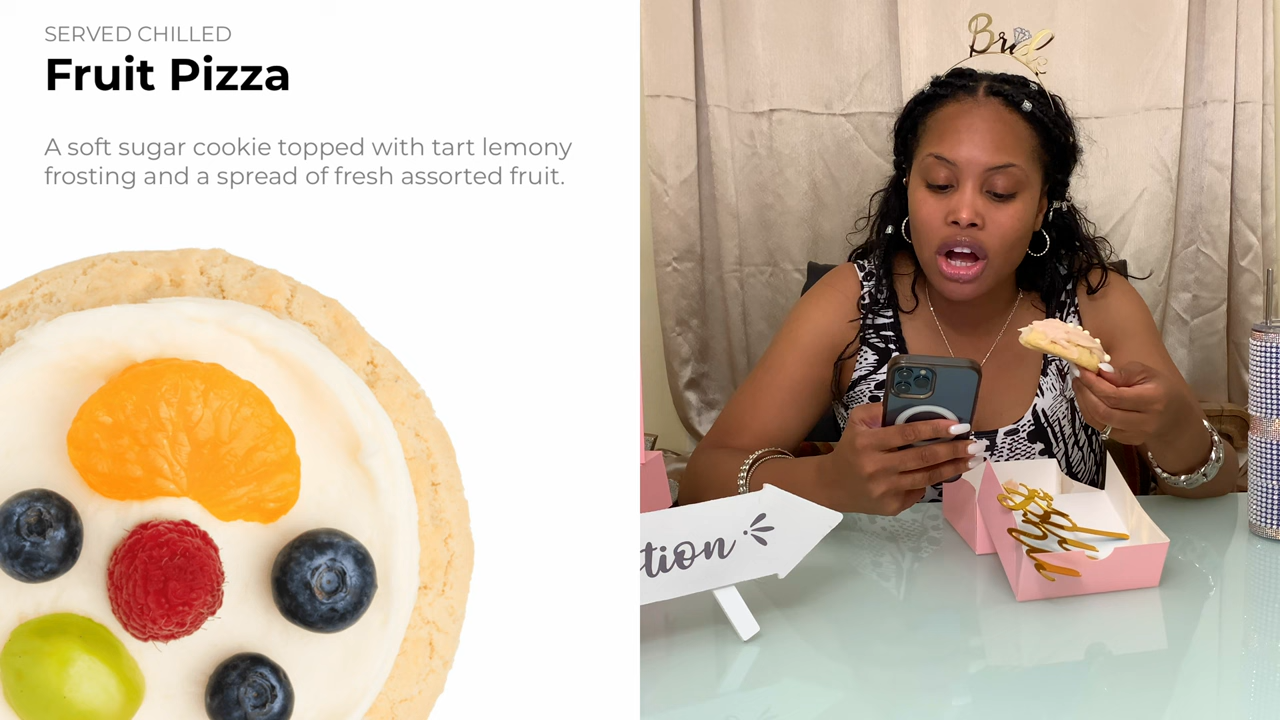 SERVED CHILLED
Fruit Pizza
A soft sugar cookie topped with tart lemony
frosting and a spread of fresh assorted fruit.
Bride
tion